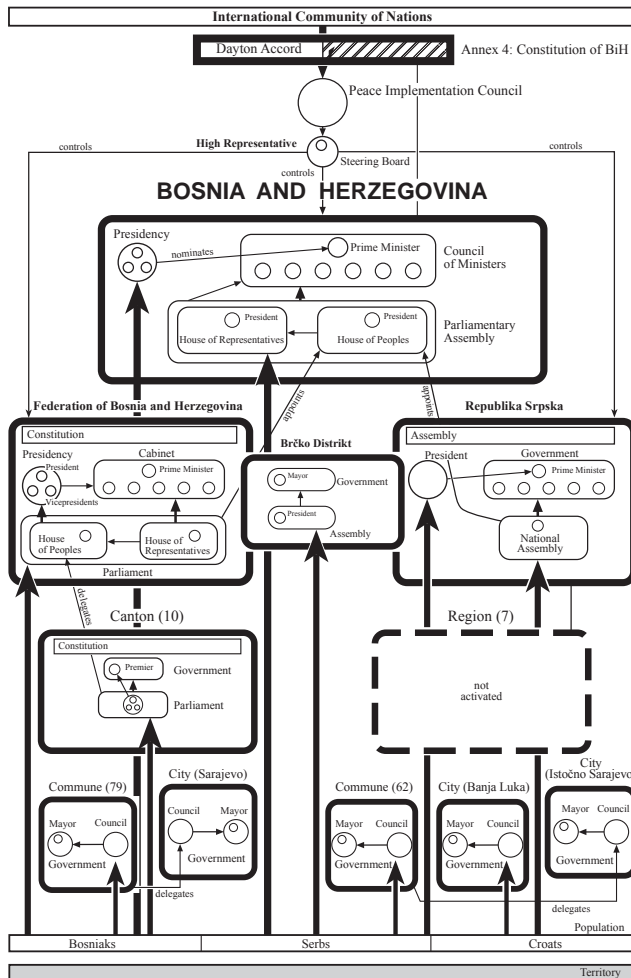 International Community of Nations
Dayton Accord
Annex 4: Constitution of BiH
Peace Implementation Council
High Representative
Steering Board
controls
controls
controls
BOSNIA AND HERZEGOVINA
Presidency
nominates
Prime Minister
Council
of Ministers
President
House of Representatives
President
House of Peoples
Parliamentary
Assembly
appoints
appoints
Federation of Bosnia and Herzegovina
Constitution
Presidency
President
Vicepresidents
Cabinet
Prime Minister
House
of Peoples
House of
Representatives
Parliament
Brčko Distrikt
Mayor
Government
President
Assembly
Republika Srpska
Assembly
President
Government
Prime Minister
National
Assembly
delegates
Canton (10)
Constitution
Premier
Government
Parliament
Region (7)
not
activated
Commune (79)
Mayor
Council
Government
City (Sarajevo)
Council
Mayor
Government
delegates
Commune (62)
Mayor
Council
Government
City (Banja Luka)
Mayor
Council
Government
City
(Istočno Sarajevo)
Mayor
Council
Government
delegates
Population
Bosniaks
Serbs
Croats
Territory